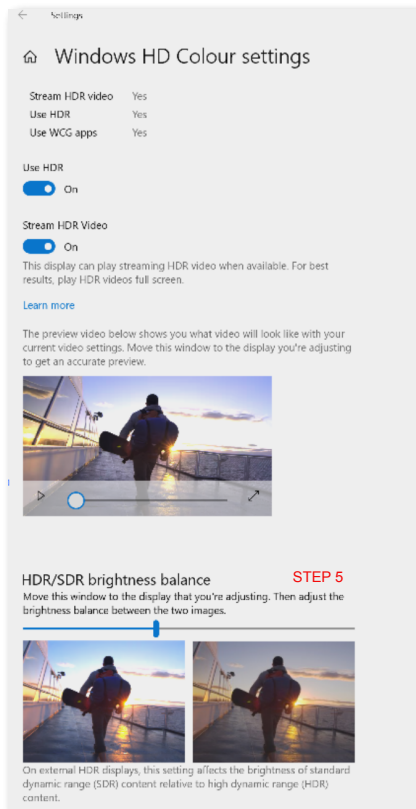 Settings
Windows HD Colour settings
Stream HDR video Yes
Use HDR Yes
Use WCG apps Yes
Use HDR
On
Stream HDR Video
On
This display can play streaming HDR video when available. For best
results, play HDR videos full screen.
Learn more
The preview video below shows you what video will look like with your
current video settings. Move this window to the display you're adjusting
to get an accurate preview.
HDR/SDR brightness balance STEP 5
Move this window to the display that you're adjusting. Then adjust the
brightness balance between the two images.
On external HDR displays, this setting affects the brightness of standard
dynamic range (SDR) content relative to high dynamic range (HDR)
content.